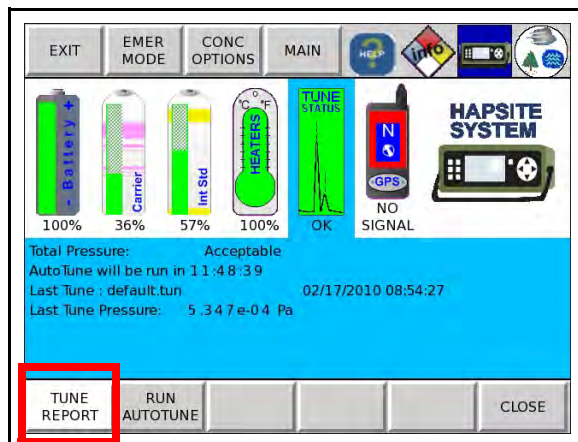 EXIT
EMER
MODE
CONC
OPTIONS
MAIN
HELP
info
TUNE
STATUS
°C °F
HEATERS
- Battery +
Carrier
Int Std
N
GPS
HAPSITE
SYSTEM
100%
36%
57%
100%
OK
NO
SIGNAL
Total Pressure: Acceptable
AutoTune will be run in 11:48:39
Last Tune : default.tun 02/17/2010 08:54:27
Last Tune Pressure: 5.347e-04 Pa
TUNE
REPORT
RUN
AUTOTUNE
CLOSE